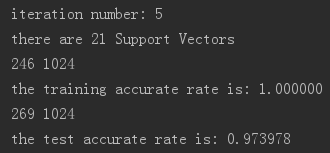 iteration number: 5
there are 21 Support Vectors
246 1024
the training accurate rate is: 1.000000
269 1024
the test accurate rate is: 0.973978